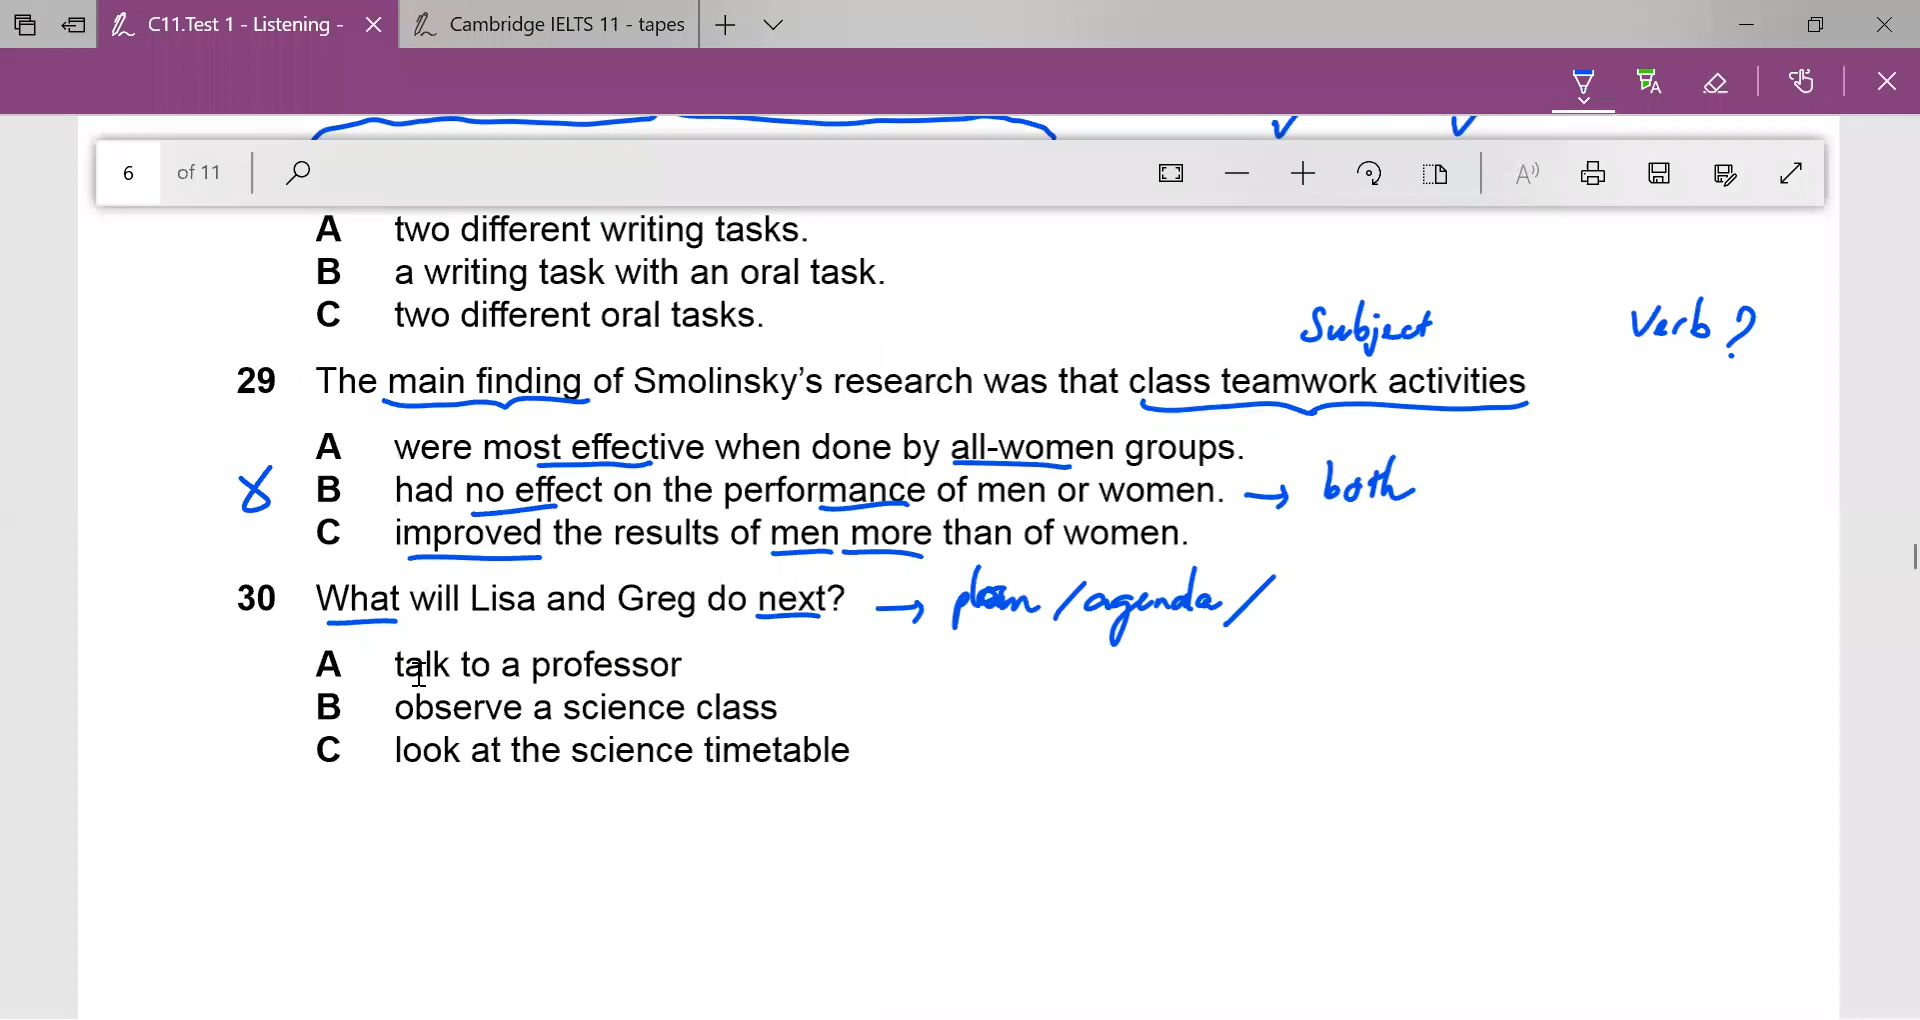 C11.Test 1 - Listening -
Cambridge IELTS 11 - tapes
6 of 11
A two different writing tasks.
B a writing task with an oral task.
C two different oral tasks.
Subject Verb ?
29 The main finding of Smolinsky’s research was that class teamwork activities
A were most effective when done by all-women groups.
B had no effect on the performance of men or women. → both
C improved the results of men more than of women.
30 What will Lisa and Greg do next? → plan / agenda /
A talk to a professor
B observe a science class
C look at the science timetable